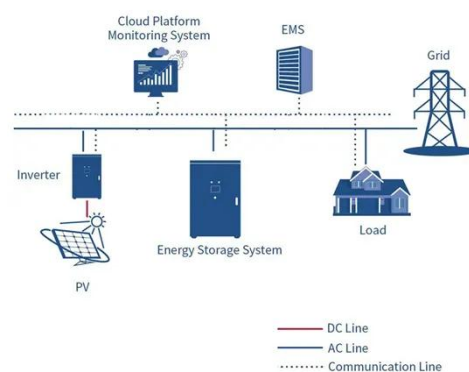 Cloud Platform
Monitoring System
EMS
Grid
Inverter
Energy Storage System
Load
PV
DC Line
AC Line
Communication Line